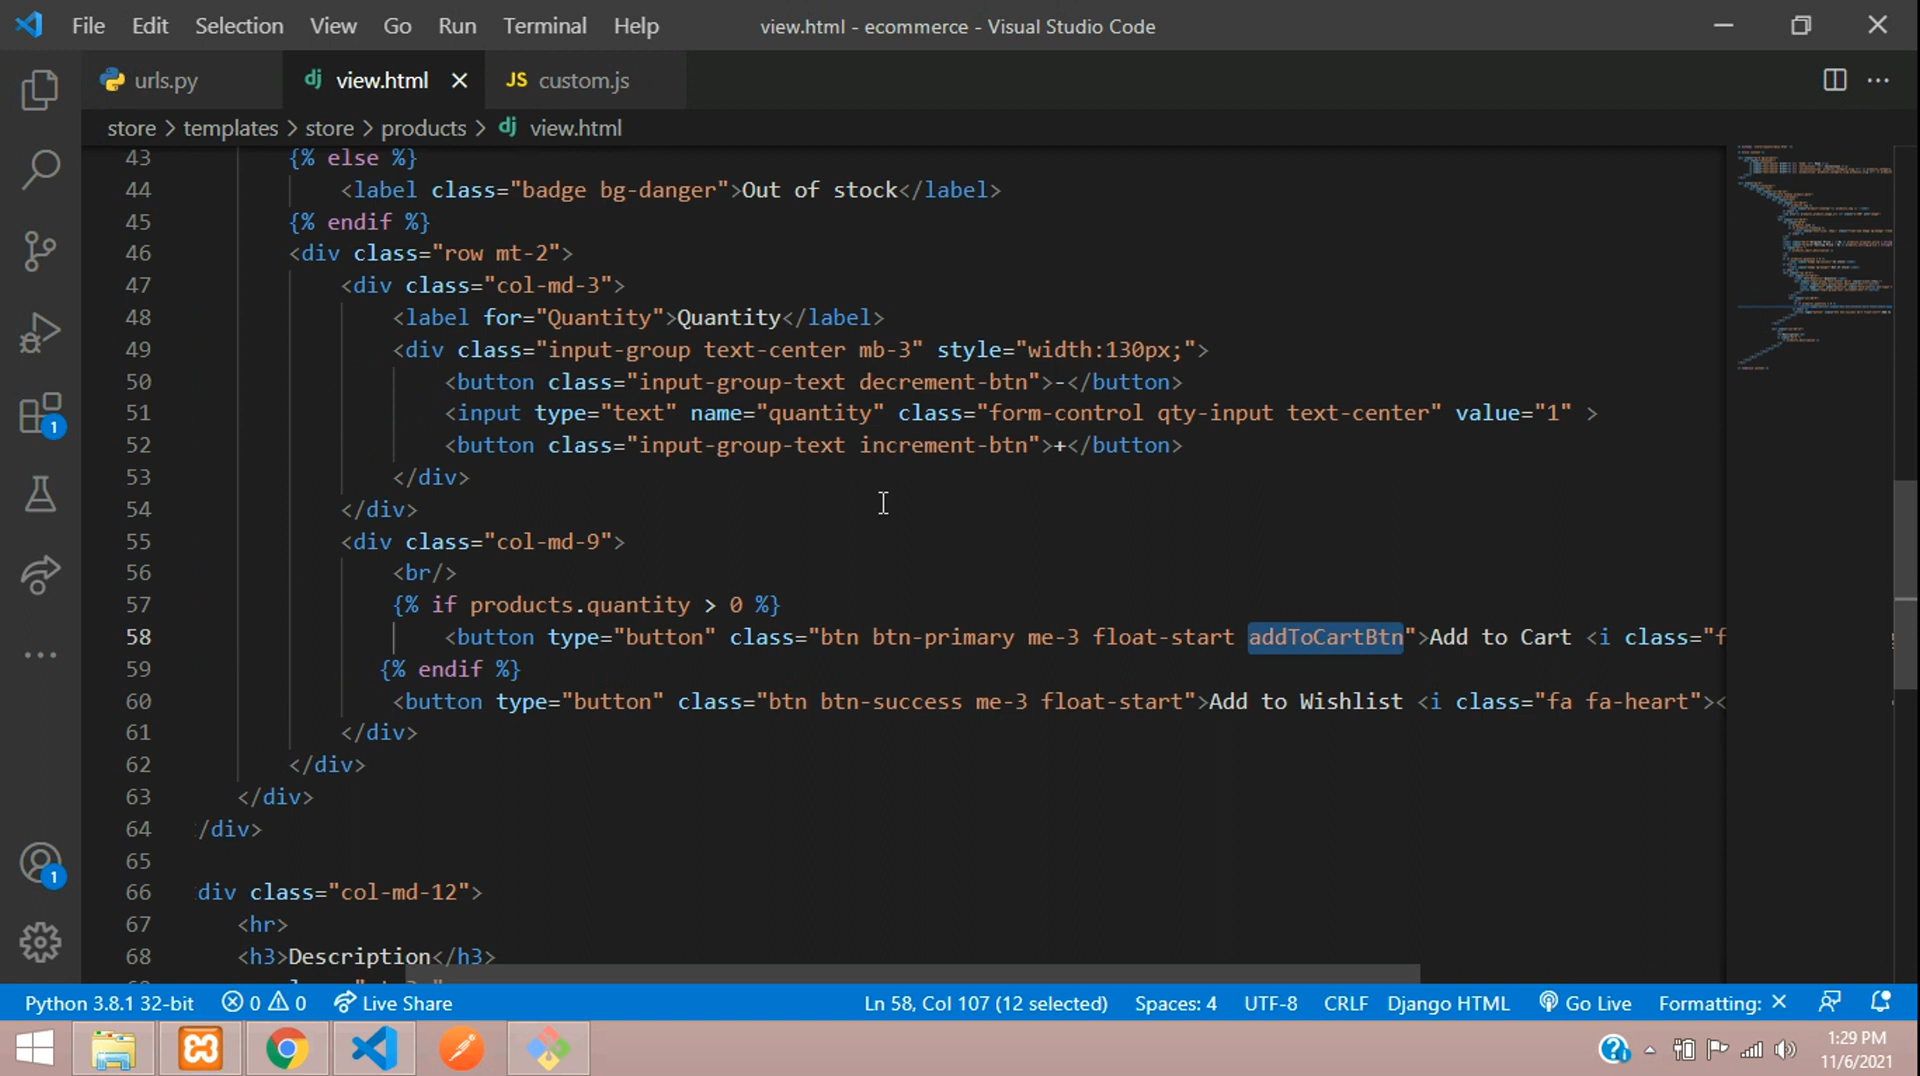 File Edit Selection View Go Run Terminal Help view.html - ecommerce - Visual Studio Code
urls.py dj view.html JS custom.js
store > templates > store > products > dj view.html
43 {% else %}
44 <label class="badge bg-danger">Out of stock</label>
45 {% endif %}
46 <div class="row mt-2">
47 <div class="col-md-3">
48 <label for="Quantity">Quantity</label>
49 <div class="input-group text-center mb-3" style="width:130px;">
50 <button class="input-group-text decrement-btn">-</button>
51 <input type="text" name="quantity" class="form-control qty-input text-center" value="1" >
52 <button class="input-group-text increment-btn">+</button>
53 </div>
54 </div>
55 <div class="col-md-9">
56 <br/>
57 {% if products.quantity > 0 %}
58 <button type="button" class="btn btn-primary me-3 float-start addToCartBtn">Add to Cart <i class="f
59 {% endif %}
60 <button type="button" class="btn btn-success me-3 float-start">Add to Wishlist <i class="fa fa-heart"><
61 </div>
62 </div>
63 </div>
64 /div>
65
66 div class="col-md-12">
67 <hr>
68 <h3>Description</h3>
1
1
Python 3.8.1 32-bit 0 0 Live Share Ln 58, Col 107 (12 selected) Spaces: 4 UTF-8 CRLF Django HTML Go Live Formatting: ×
1:29 PM
11/6/2021